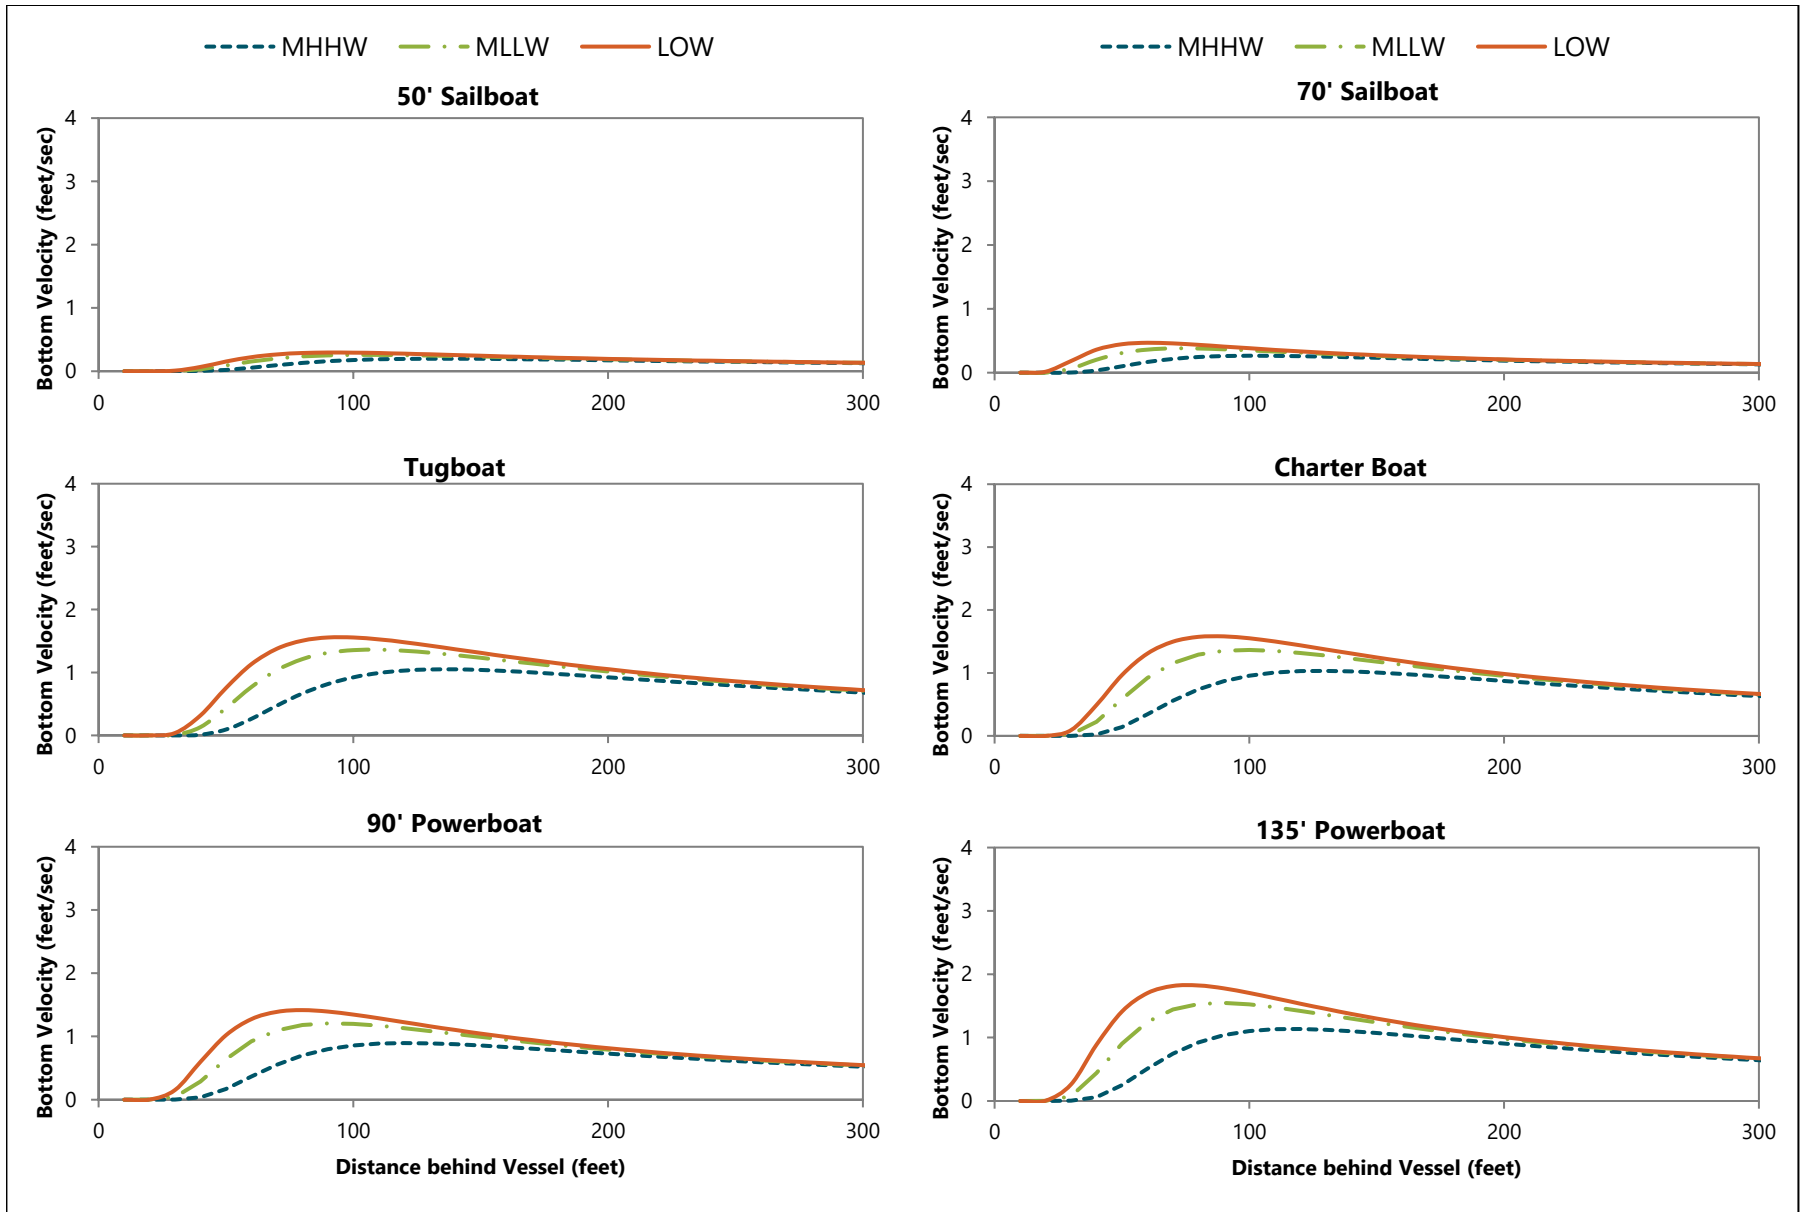 MHHW MLLW LOW
MHHW MLLW LOW
50' Sailboat
Bottom Velocity (feet/sec)
4
3
2
1
0
0 100 200 300
70' Sailboat
Bottom Velocity (feet/sec)
4
3
2
1
0
0 100 200 300
Tugboat
Bottom Velocity (feet/sec)
4
3
2
1
0
0 100 200 300
Charter Boat
Bottom Velocity (feet/sec)
4
3
2
1
0
0 100 200 300
90' Powerboat
Bottom Velocity (feet/sec)
4
3
2
1
0
0 100 200 300
Distance behind Vessel (feet)
135' Powerboat
Bottom Velocity (feet/sec)
4
3
2
1
0
0 100 200 300
Distance behind Vessel (feet)